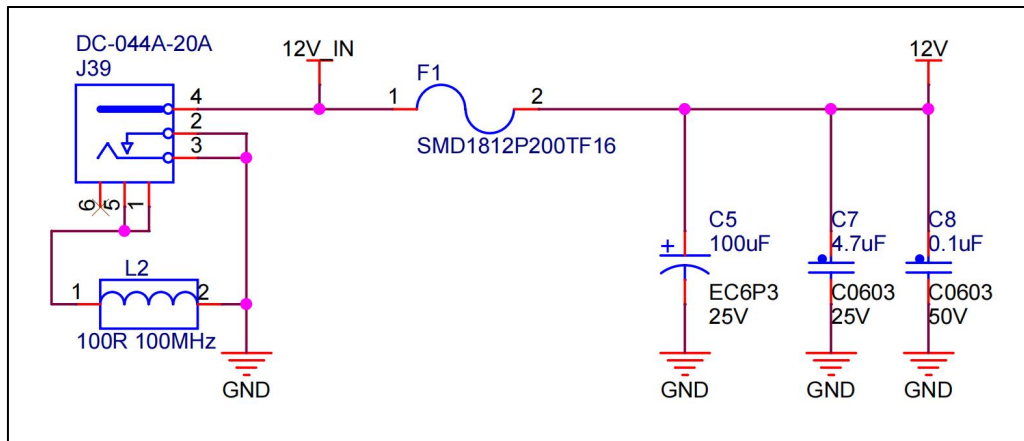 DC-044A-20A
J39
4
2
3
6
5
1
L2
1
2
100R 100MHz
GND
12V_IN
F1
1
2
SMD1812P200TF16
12V
C5
100uF
+
EC6P3
25V
GND
C7
4.7uF
C0603
25V
GND
C8
0.1uF
C0603
50V
GND